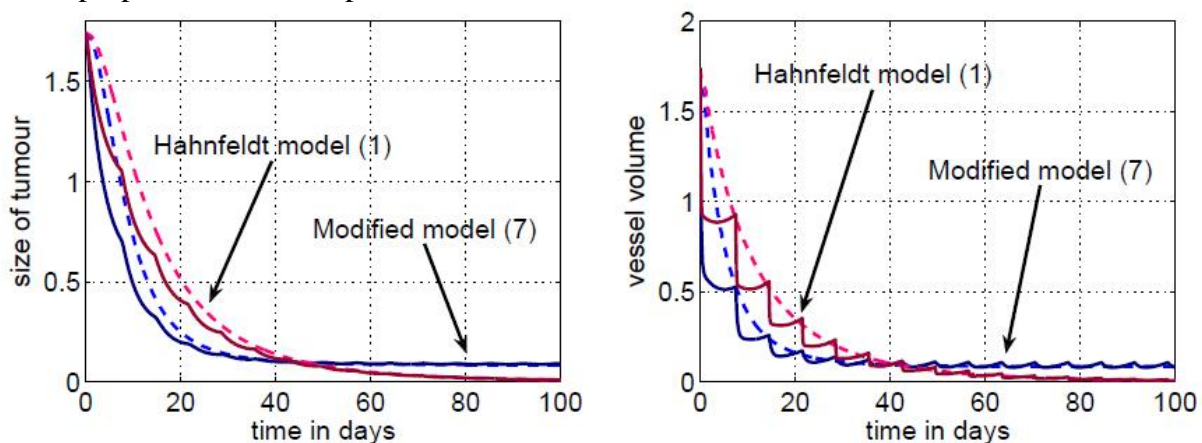 size of tumour
1.5
1
0.5
0
Hahnfeldt model (1)
Modified model (7)
0 20 40 60 80 100
time in days
vessel volume
2
1.5
1
0.5
0
Hahnfeldt model (1)
Modified model (7)
0 20 40 60 80 100
time in days